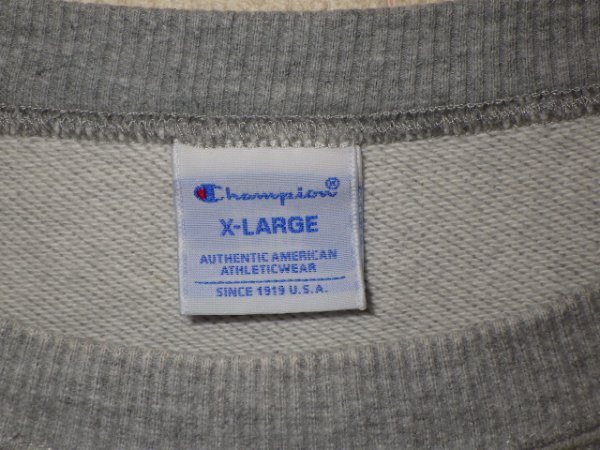 Champion®
X-LARGE
AUTHENTIC AMERICAN
ATHLETICWEAR
SINCE 1919 U.S.A.